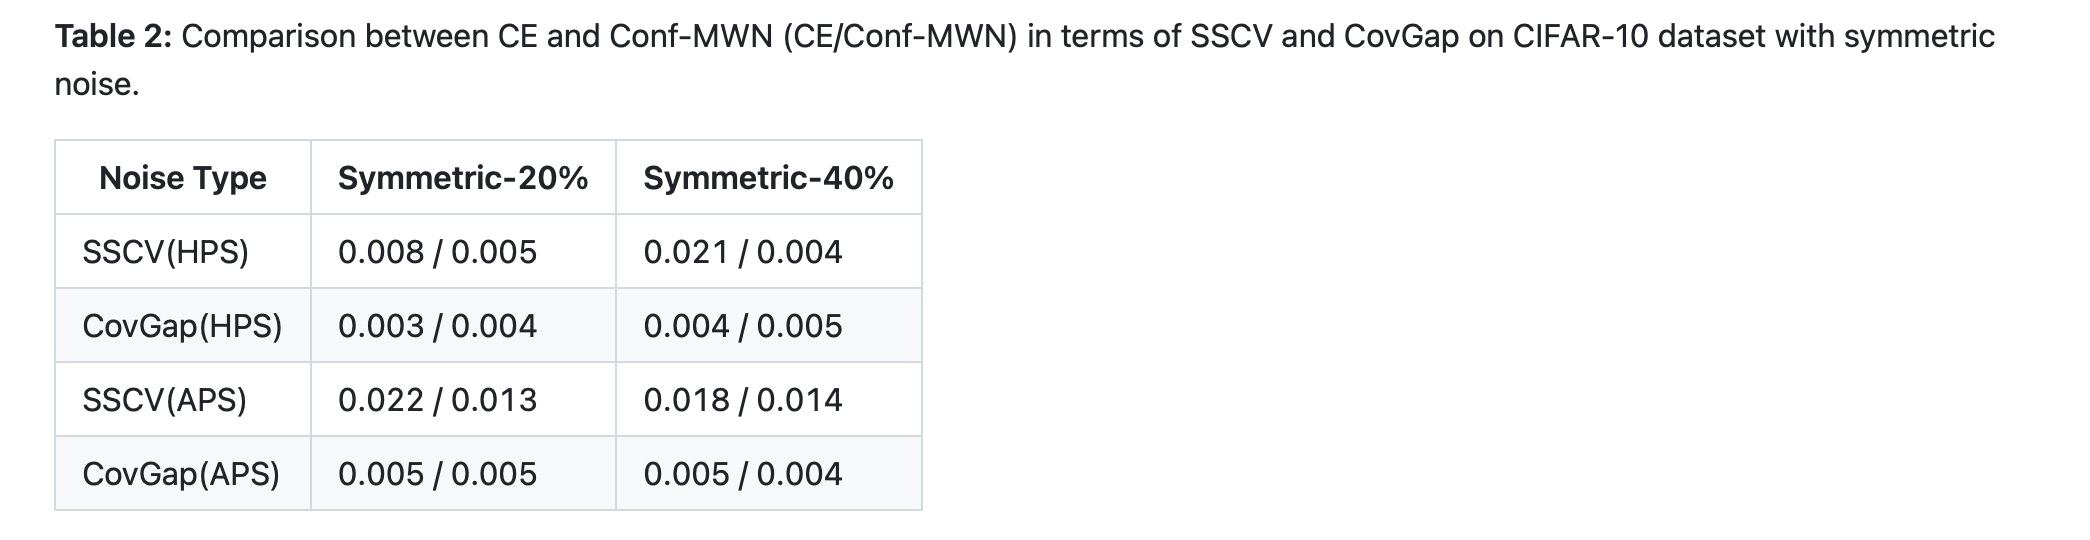 Table 2: Comparison between CE and Conf-MWN (CE/Conf-MWN) in terms of SSCV and CovGap on CIFAR-10 dataset with symmetric
noise.
Noise Type Symmetric-20% Symmetric-40%
SSCV(HPS) 0.008 / 0.005 0.021 / 0.004
CovGap(HPS) 0.003 / 0.004 0.004 / 0.005
SSCV(APS) 0.022 / 0.013 0.018 / 0.014
CovGap(APS) 0.005 / 0.005 0.005 / 0.004